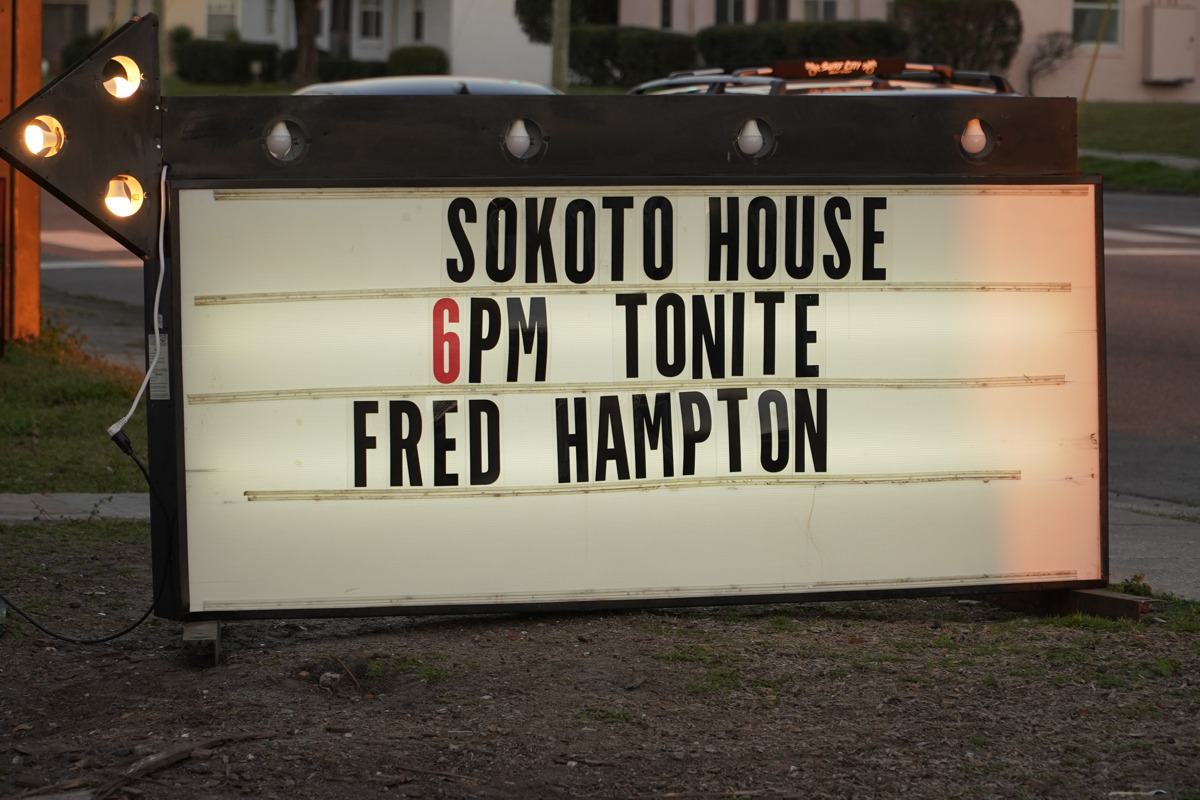 SOKOTO HOUSE
6PM TONITE
FRED HAMPTON